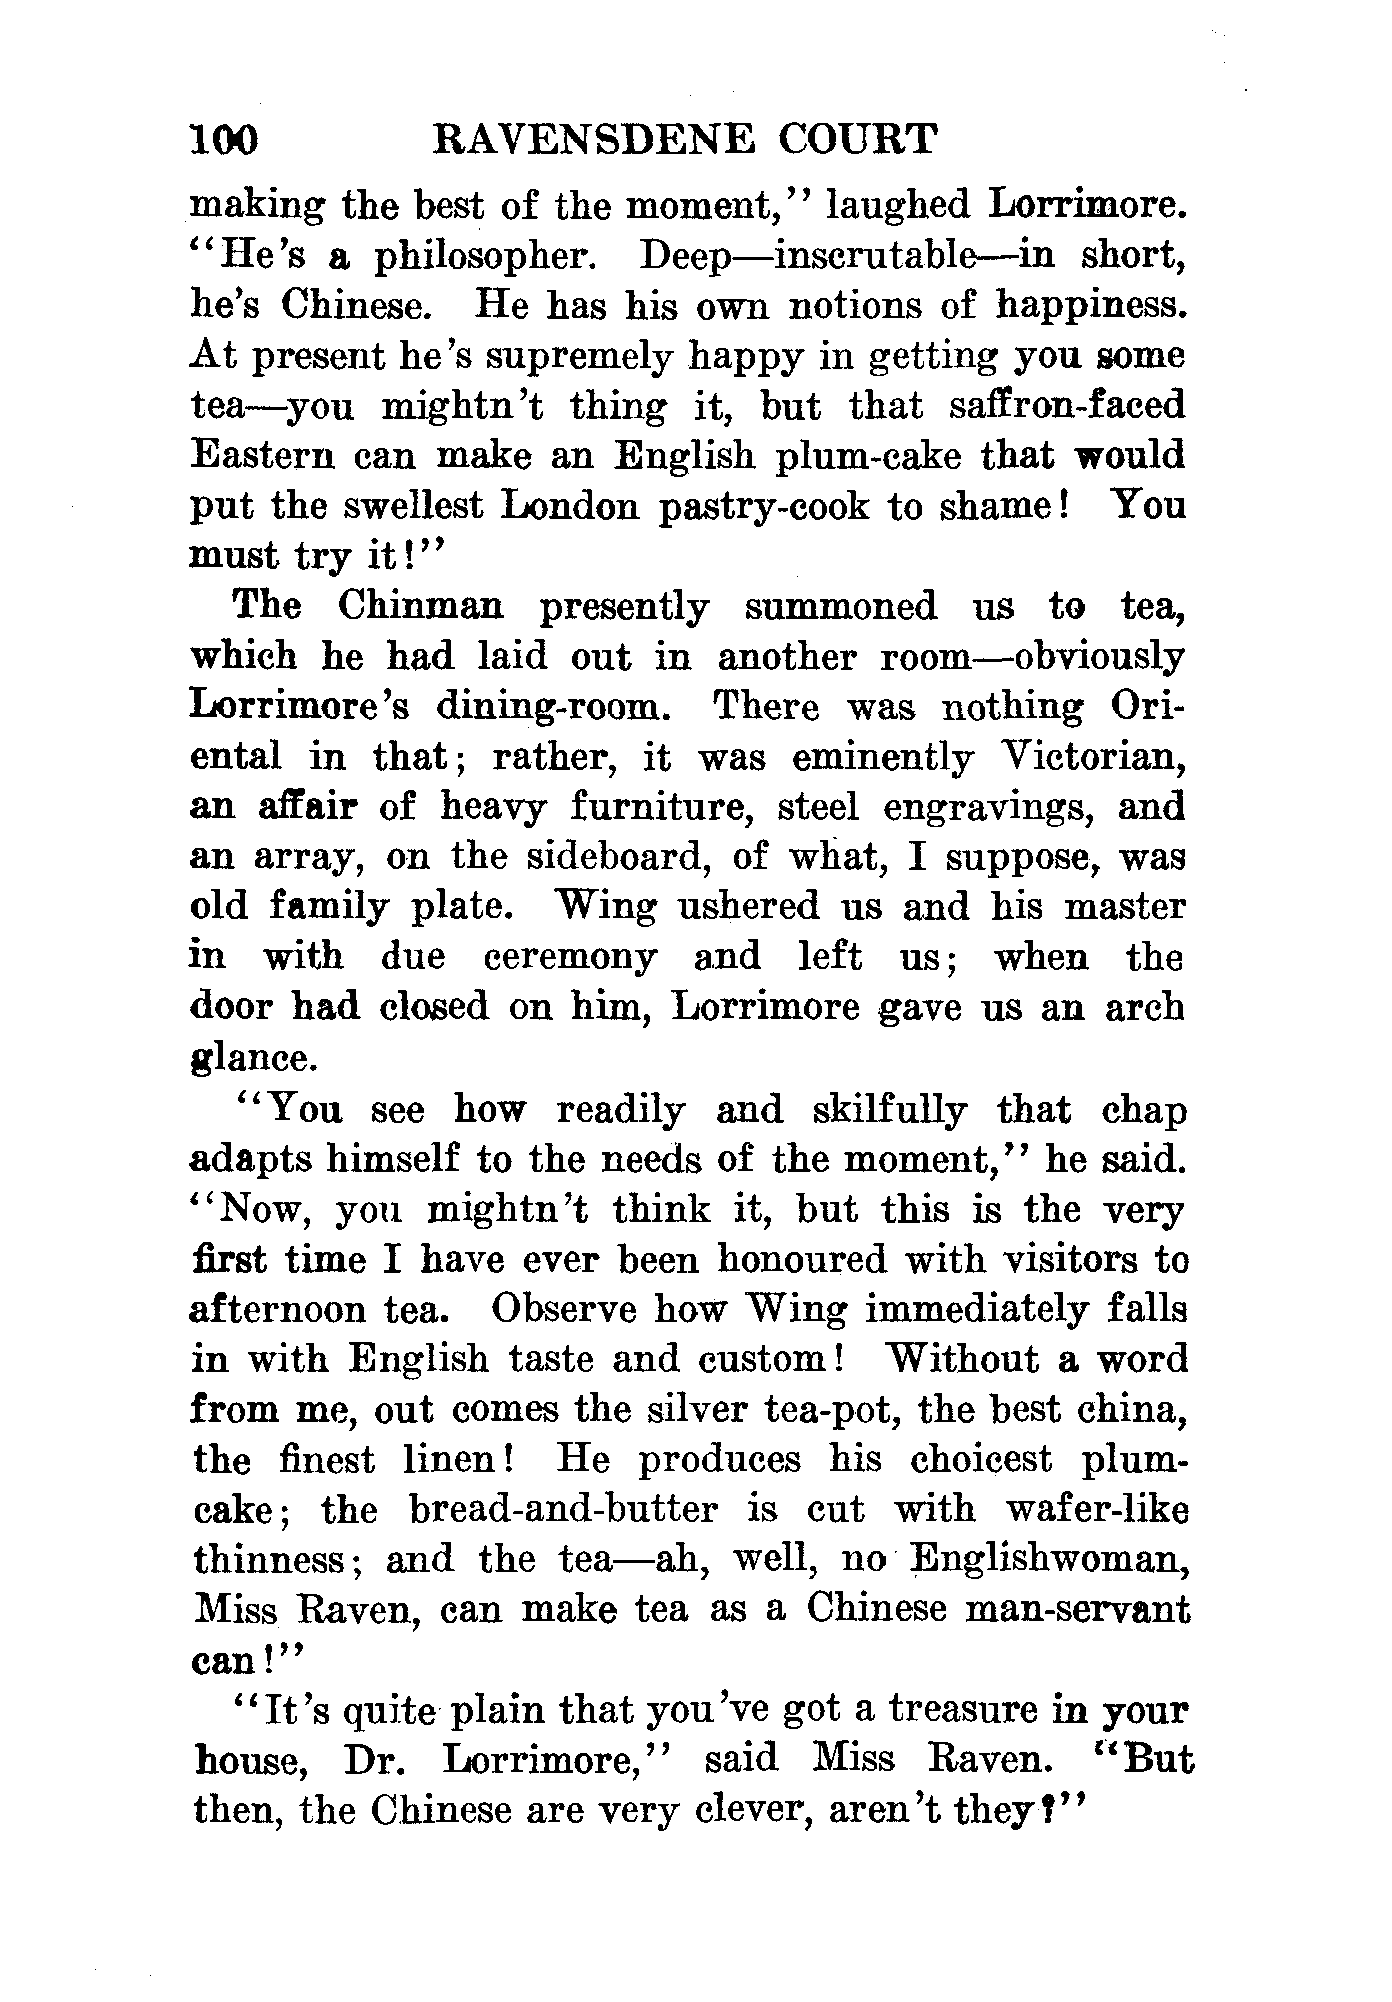 100 RAVENSDENE COURT
making the best of the moment," laughed Lorrimore.
"He's a philosopher. Deep—inscrutable—in short,
he's Chinese. He has his own notions of happiness.
At present he's supremely happy in getting you some
tea—you mightn't thing it, but that saffron-faced
Eastern can make an English plum-cake that would
put the swellest London pastry-cook to shame! You
must try it!"
The Chinman presently summoned us to tea,
which he had laid out in another room—obviously
Lorrimore's dining-room. There was nothing Ori-
ental in that; rather, it was eminently Victorian,
an affair of heavy furniture, steel engravings, and
an array, on the sideboard, of what, I suppose, was
old family plate. Wing ushered us and his master
in with due ceremony and left us; when the
door had closed on him, Lorrimore gave us an arch
glance.
"You see how readily and skilfully that chap
adapts himself to the needs of the moment," he said.
"Now, you mightn't think it, but this is the very
first time I have ever been honoured with visitors to
afternoon tea. Observe how Wing immediately falls
in with English taste and custom! Without a word
from me, out comes the silver tea-pot, the best china,
the finest linen! He produces his choicest plum-
cake; the bread-and-butter is cut with wafer-like
thinness; and the tea—ah, well, no Englishwoman,
Miss Raven, can make tea as a Chinese man-servant
can!"
"It's quite plain that you've got a treasure in your
house, Dr. Lorrimore," said Miss Raven. "But
then, the Chinese are very clever, aren't they?"